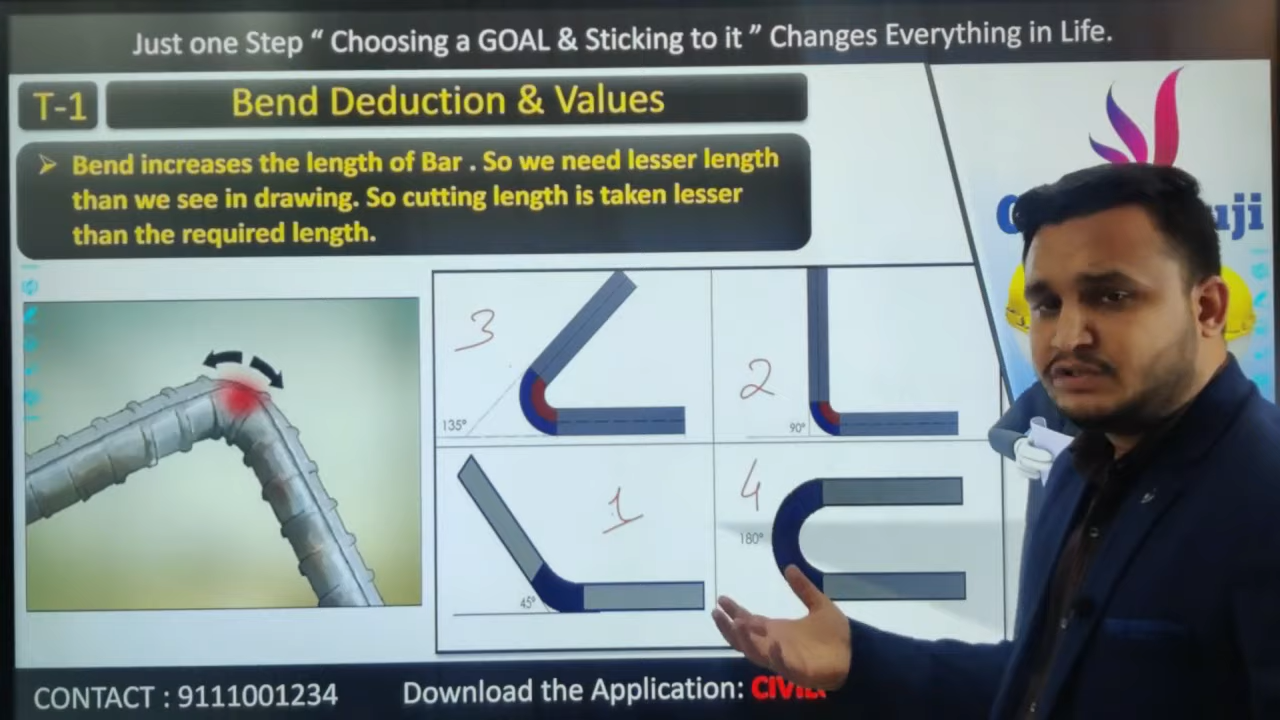 Just one Step “ Choosing a GOAL & Sticking to it ” Changes Everything in Life.
T-1
Bend Deduction & Values
➢ Bend increases the length of Bar . So we need lesser length
than we see in drawing. So cutting length is taken lesser
than the required length.
3
135°
2
90°
1
45°
4
180°
CONTACT : 9111001234
Download the Application: